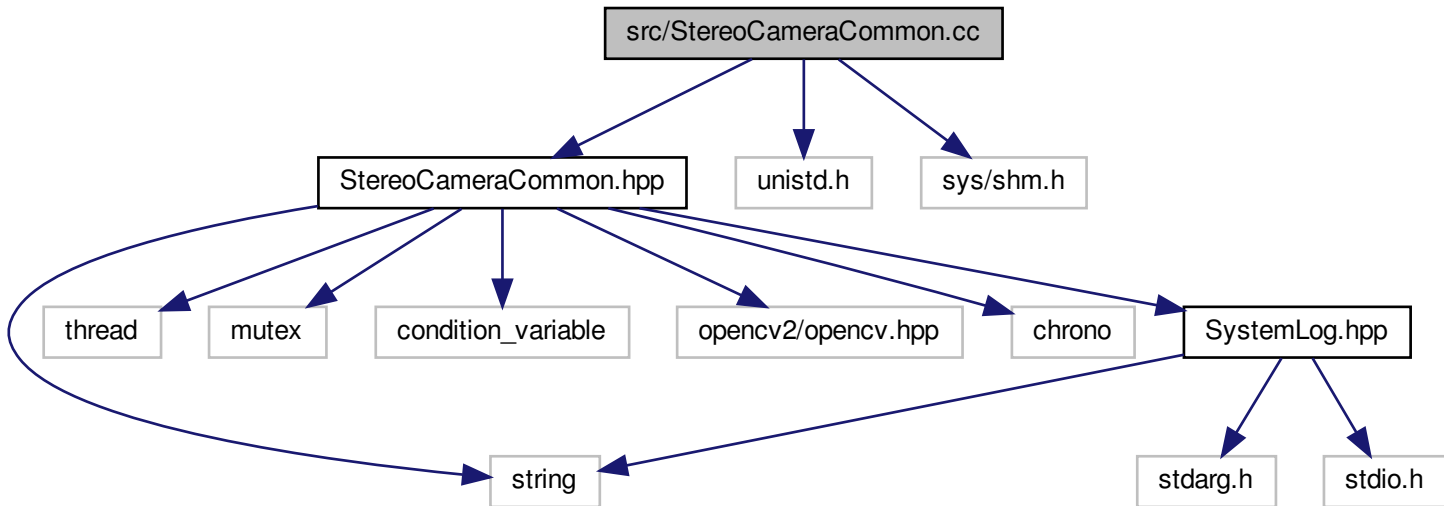 src/StereoCameraCommon.cc
StereoCameraCommon.hpp
unistd.h
sys/shm.h
thread
mutex
condition_variable
opencv2/opencv.hpp
chrono
SystemLog.hpp
string
stdarg.h
stdio.h